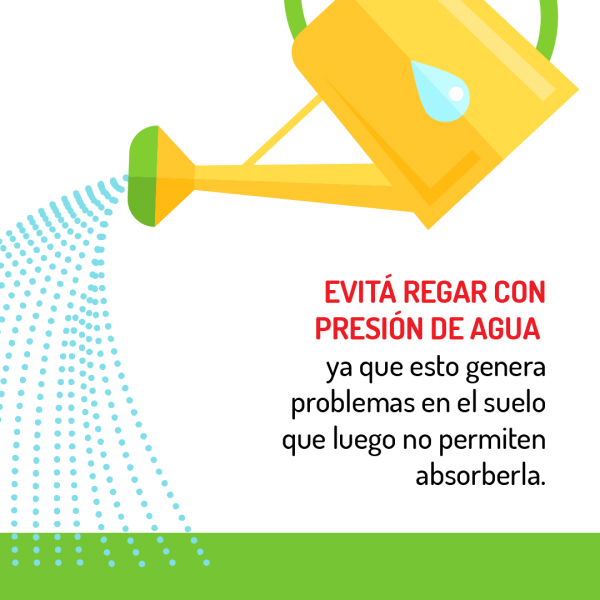 EVITÁ REGAR CON
PRESIÓN DE AGUA
ya que esto genera
problemas en el suelo
que luego no permiten
absorberla.